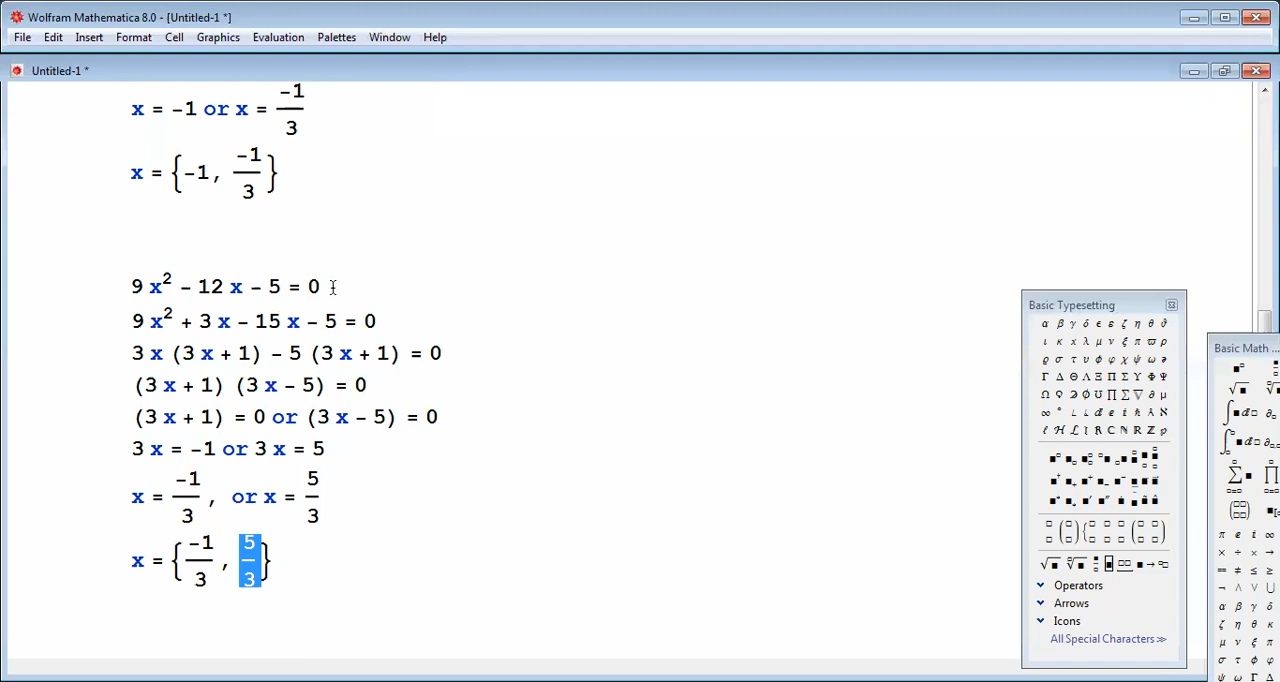 Wolfram Mathematica 8.0 - [Untitled-1 *]
File Edit Insert Format Cell Graphics Evaluation Palettes Window Help
Untitled-1 *
x = -1 or x = -1/3
x = {-1, -1/3}
9 x² - 12 x - 5 = 0
9 x² + 3 x - 15 x - 5 = 0
3 x (3 x + 1) - 5 (3 x + 1) = 0
(3 x + 1) (3 x - 5) = 0
(3 x + 1) = 0 or (3 x - 5) = 0
3 x = -1 or 3 x = 5
x = -1/3 , or x = 5/3
x = {-1/3 , 5/3}
Basic Typesetting
Operators
Arrows
Icons
All Special Characters ≫
Basic Math ...